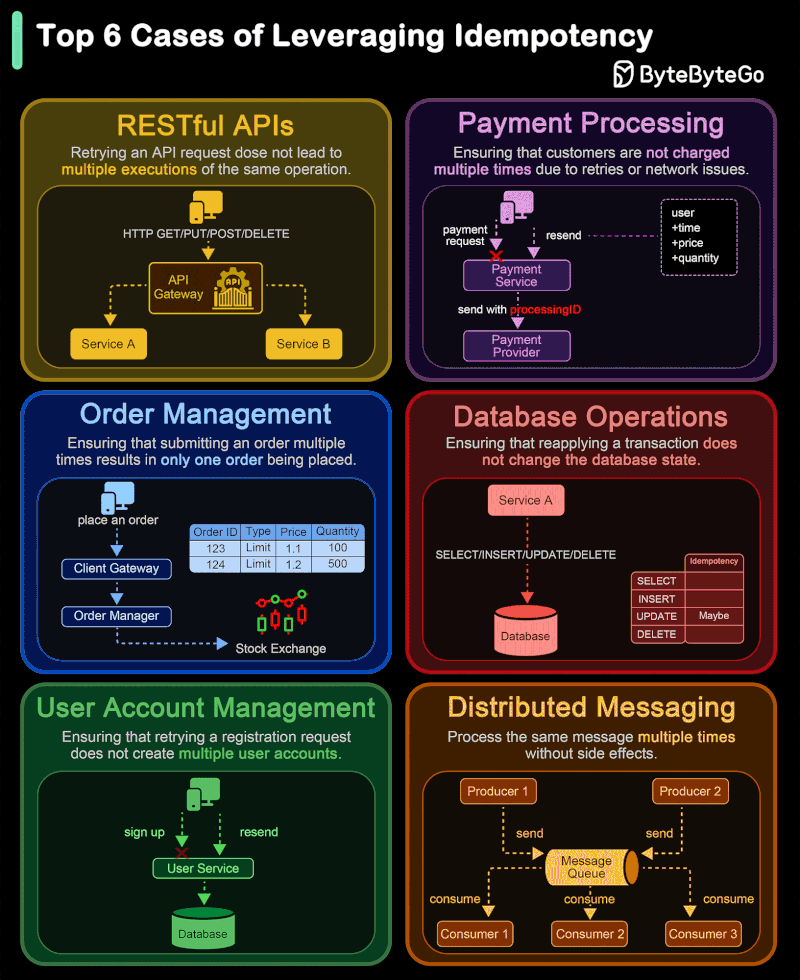 Top 6 Cases of Leveraging Idempotency
ByteByteGo
RESTful APIs
Retrying an API request dose not lead to
multiple executions of the same operation.
HTTP GET/PUT/POST/DELETE
API
Gateway
API
Service A
Service B
Payment Processing
Ensuring that customers are not charged
multiple times due to retries or network issues.
payment
request
resend
user
+time
+price
+quantity
Payment
Service
send with processingID
Payment
Provider
Order Management
Ensuring that submitting an order multiple
times results in only one order being placed.
place an order
Client Gateway
Order Manager
Order ID Type Price Quantity
123 Limit 1.1 100
124 Limit 1.2 500
Stock Exchange
Database Operations
Ensuring that reapplying a transaction does
not change the database state.
Service A
SELECT/INSERT/UPDATE/DELETE
Database
Idempotency
SELECT
INSERT
UPDATE Maybe
DELETE
User Account Management
Ensuring that retrying a registration request
does not create multiple user accounts.
sign up
resend
User Service
Database
Distributed Messaging
Process the same message multiple times
without side effects.
Producer 1
Producer 2
send
send
Message
Queue
consume
consume
consume
Consumer 1
Consumer 2
Consumer 3